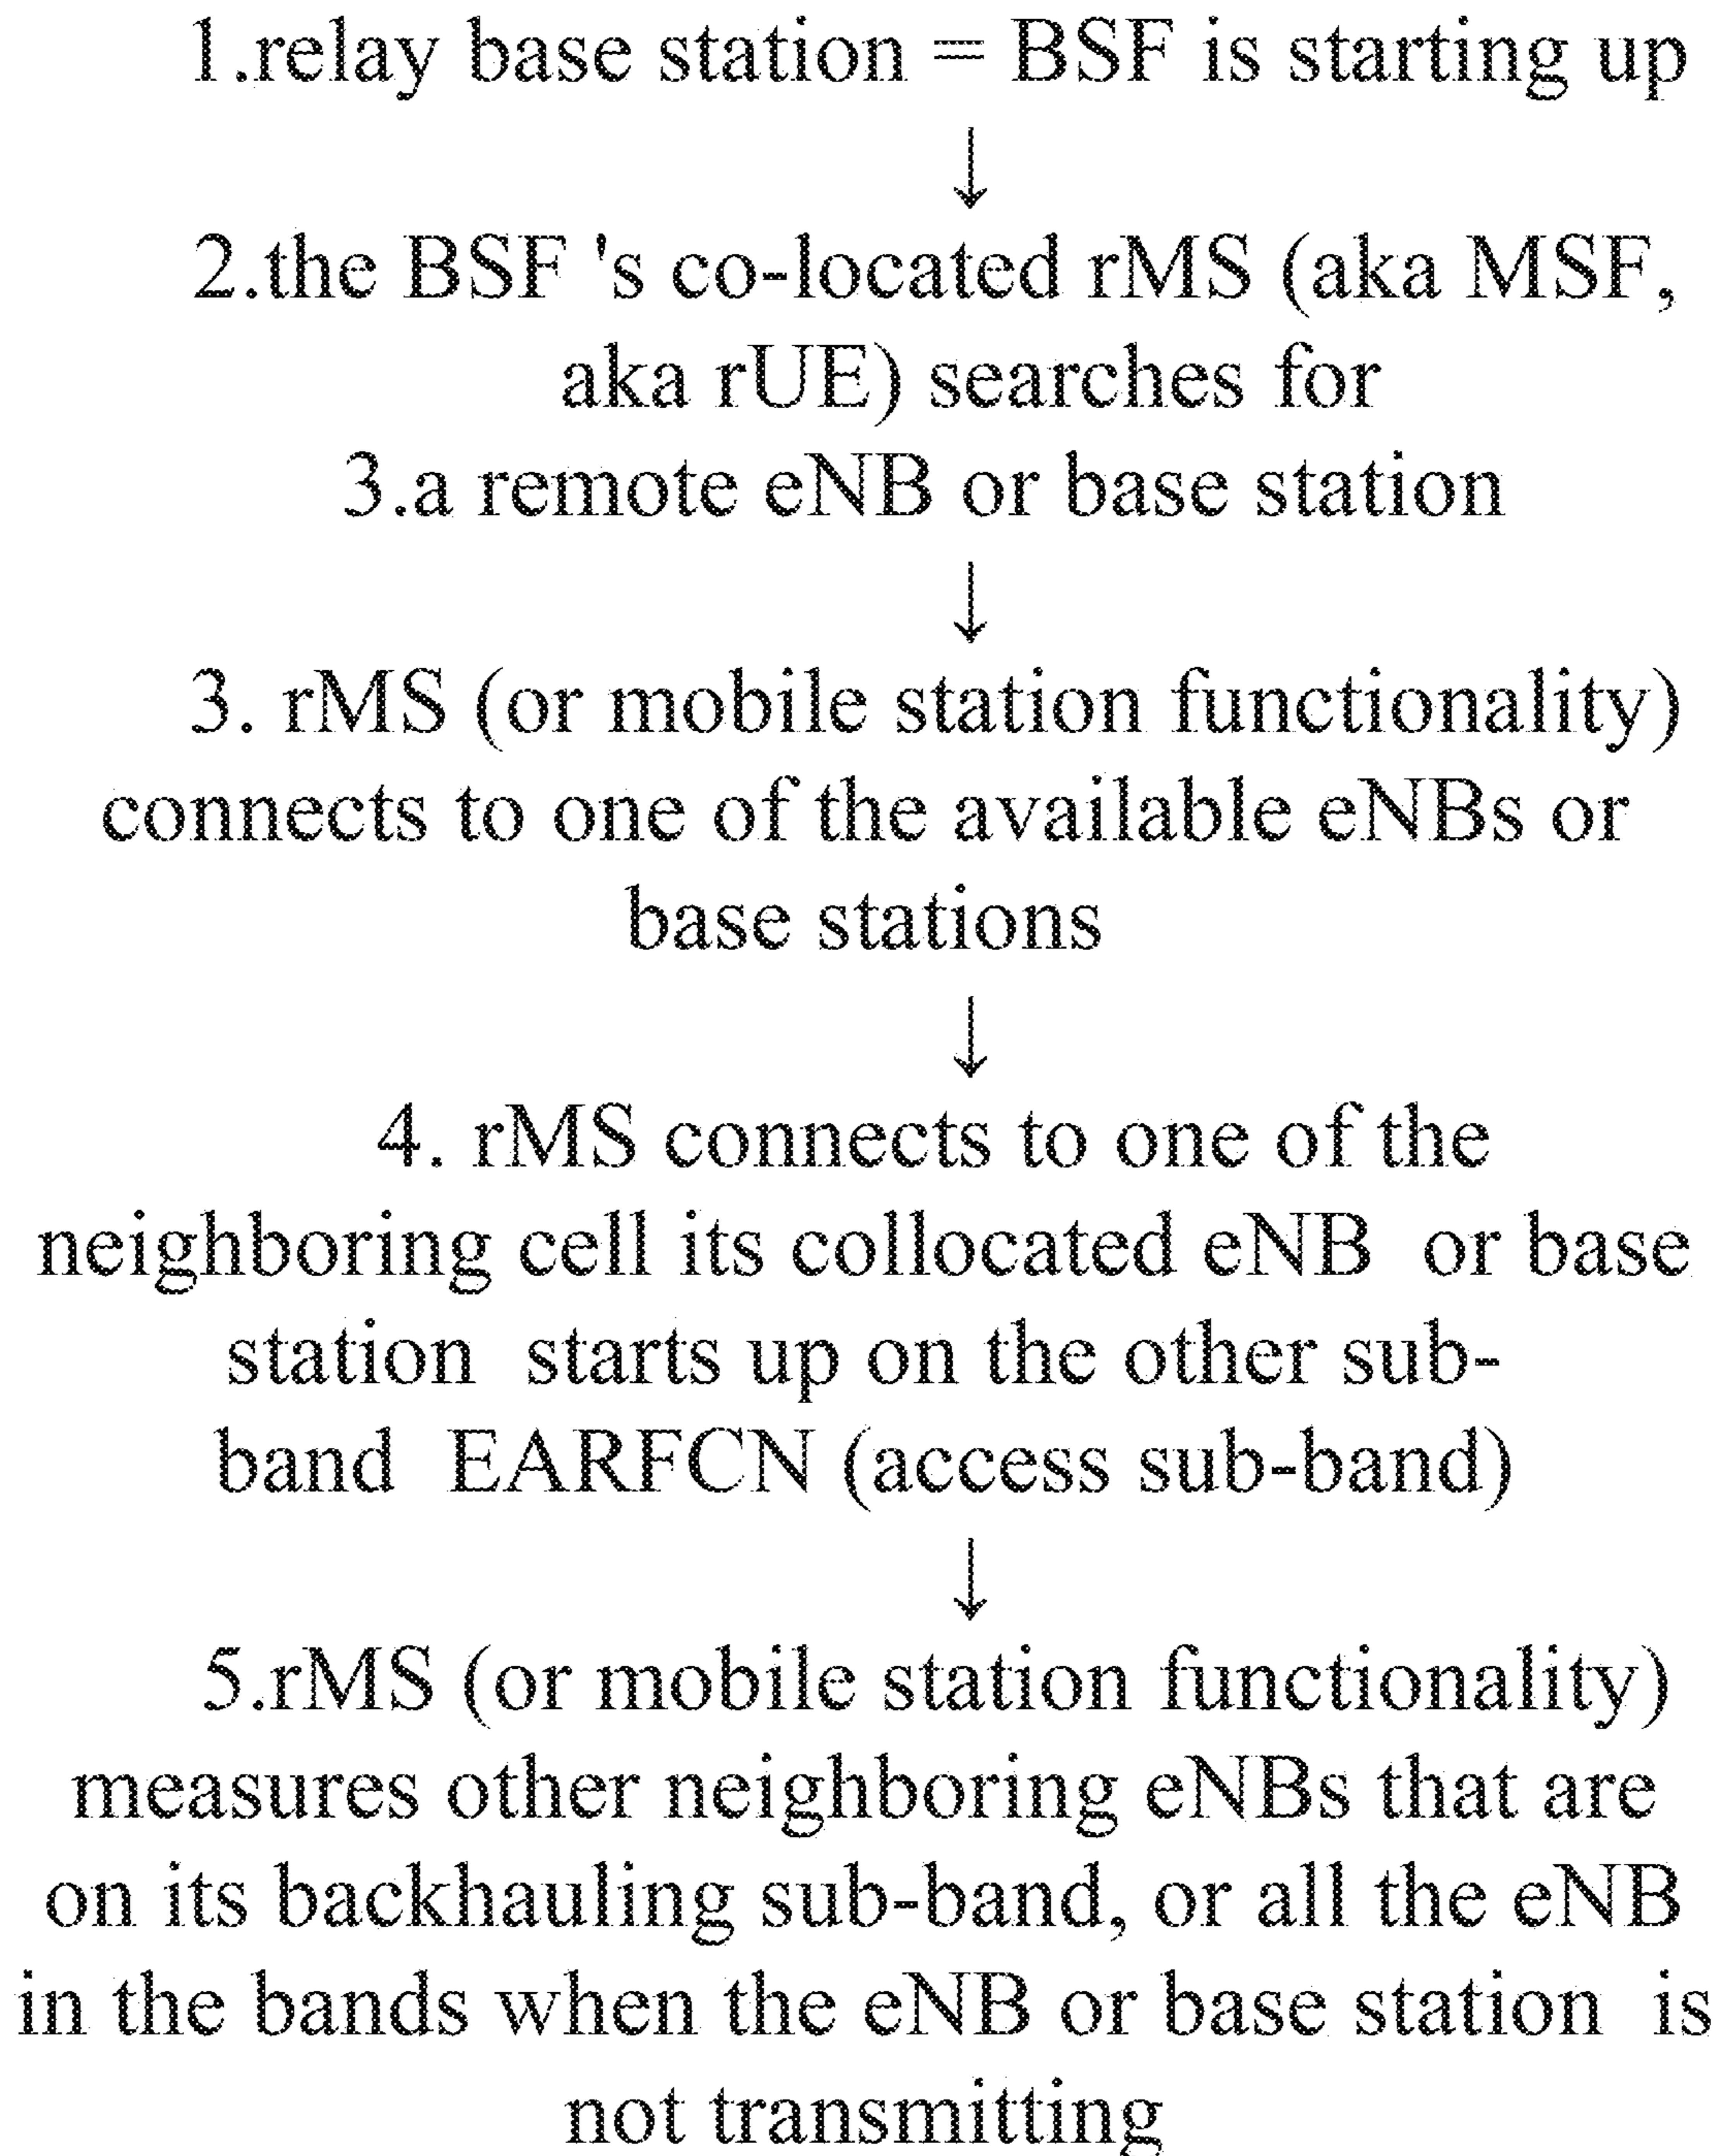 1.relay base station = BSF is starting up
↓
2.the BSF 's co-located rMS (aka MSF,
aka rUE) searches for
3.a remote eNB or base station
↓
3. rMS (or mobile station functionality)
connects to one of the available eNBs or
base stations
↓
4. rMS connects to one of the
neighboring cell its collocated eNB or base
station starts up on the other sub-
band EARFCN (access sub-band)
↓
5.rMS (or mobile station functionality)
measures other neighboring eNBs that are
on its backhauling sub-band, or all the eNB
in the bands when the eNB or base station is
not transmitting